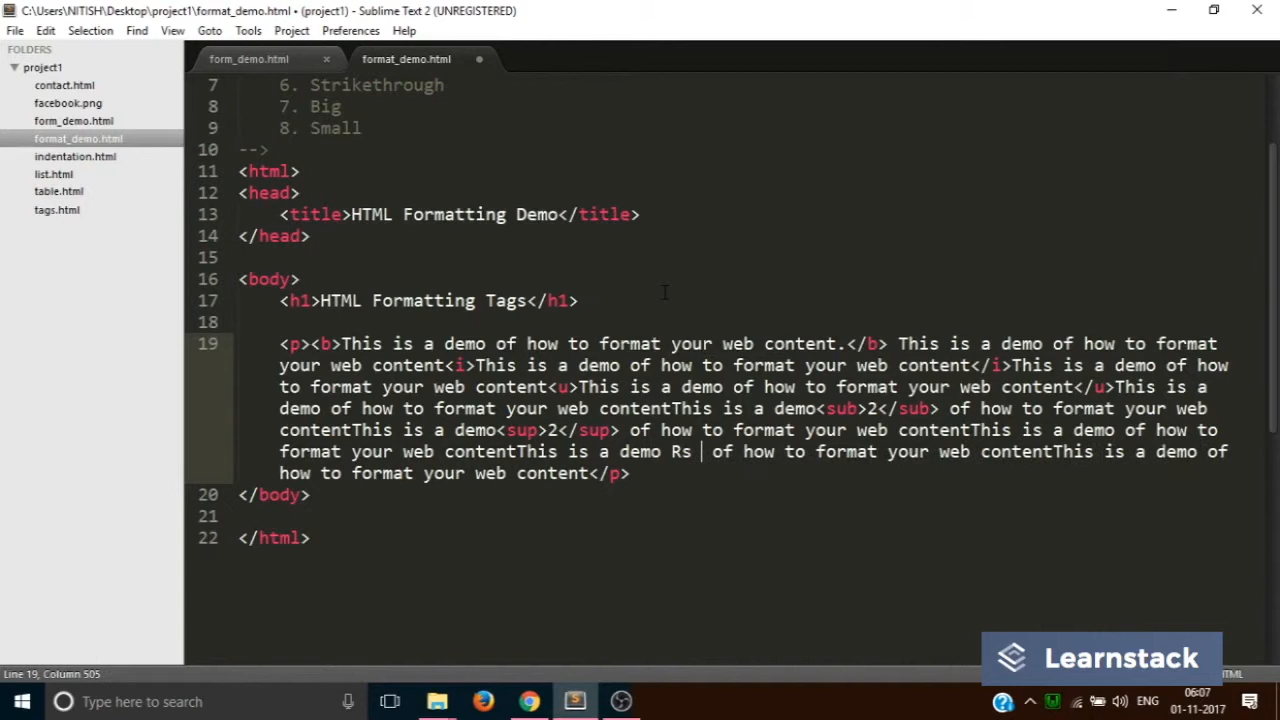 C:\Users\NITISH\Desktop\project1\format_demo.html • (project1) - Sublime Text 2 (UNREGISTERED)
File Edit Selection Find View Goto Tools Project Preferences Help
FOLDERS
project1
contact.html
facebook.png
form_demo.html
format_demo.html
indentation.html
list.html
table.html
tags.html
form_demo.html × format_demo.html
7 6. Strikethrough
8 7. Big
9 8. Small
10 -->
11 <html>
12 <head>
13 <title>HTML Formatting Demo</title>
14 </head>
15
16 <body>
17 <h1>HTML Formatting Tags</h1>
18
19 <p><b>This is a demo of how to format your web content.</b> This is a demo of how to format
your web content<i>This is a demo of how to format your web content</i>This is a demo of how
to format your web content<u>This is a demo of how to format your web content</u>This is a
demo of how to format your web contentThis is a demo<sub>2</sub> of how to format your web
contentThis is a demo<sup>2</sup> of how to format your web contentThis is a demo of how to
format your web contentThis is a demo Rs  of how to format your web contentThis is a demo of
how to format your web content</p>
20 </body>
21
22 </html>
Learnstack
Line 19, Column 505
HTML
Type here to search
ENG
06:07
01-11-2017